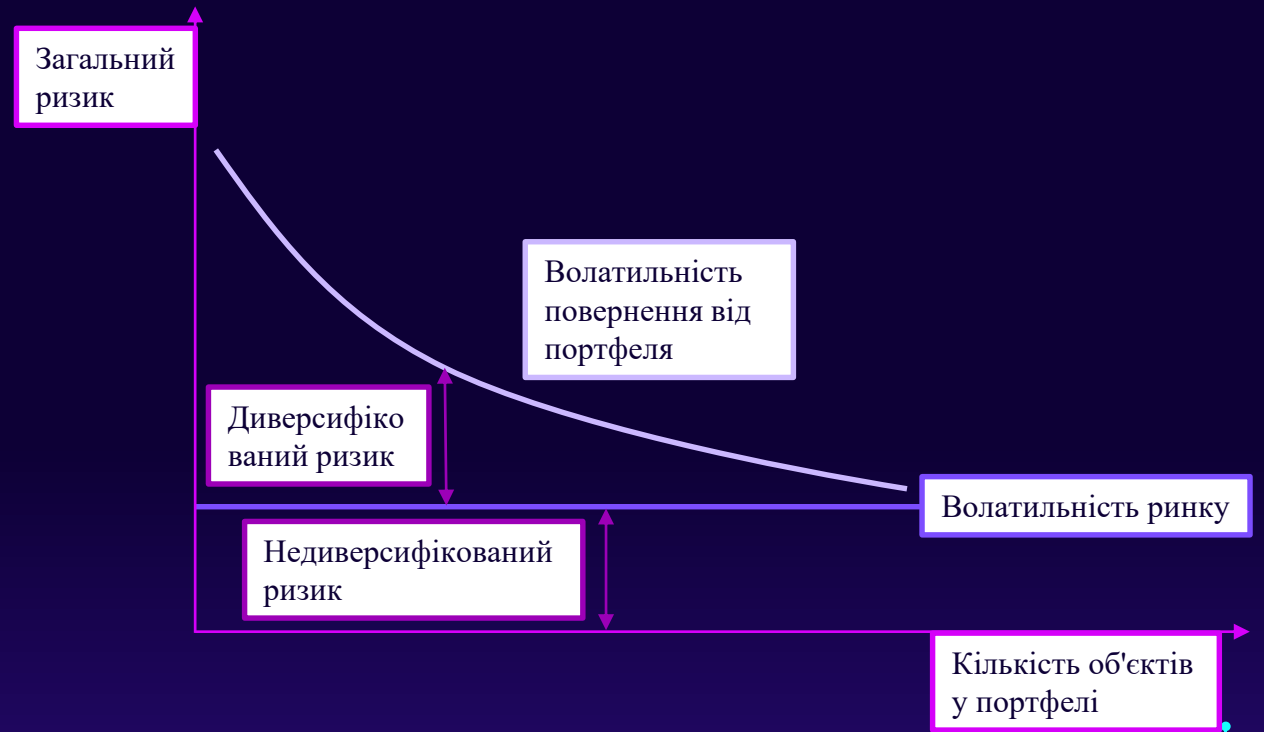 Загальний
ризик
Волатильність
повернення від
портфеля
Диверсифіко
ваний ризик
Волатильність ринку
Недиверсифікований
ризик
Кількість об'єктів
у портфелі